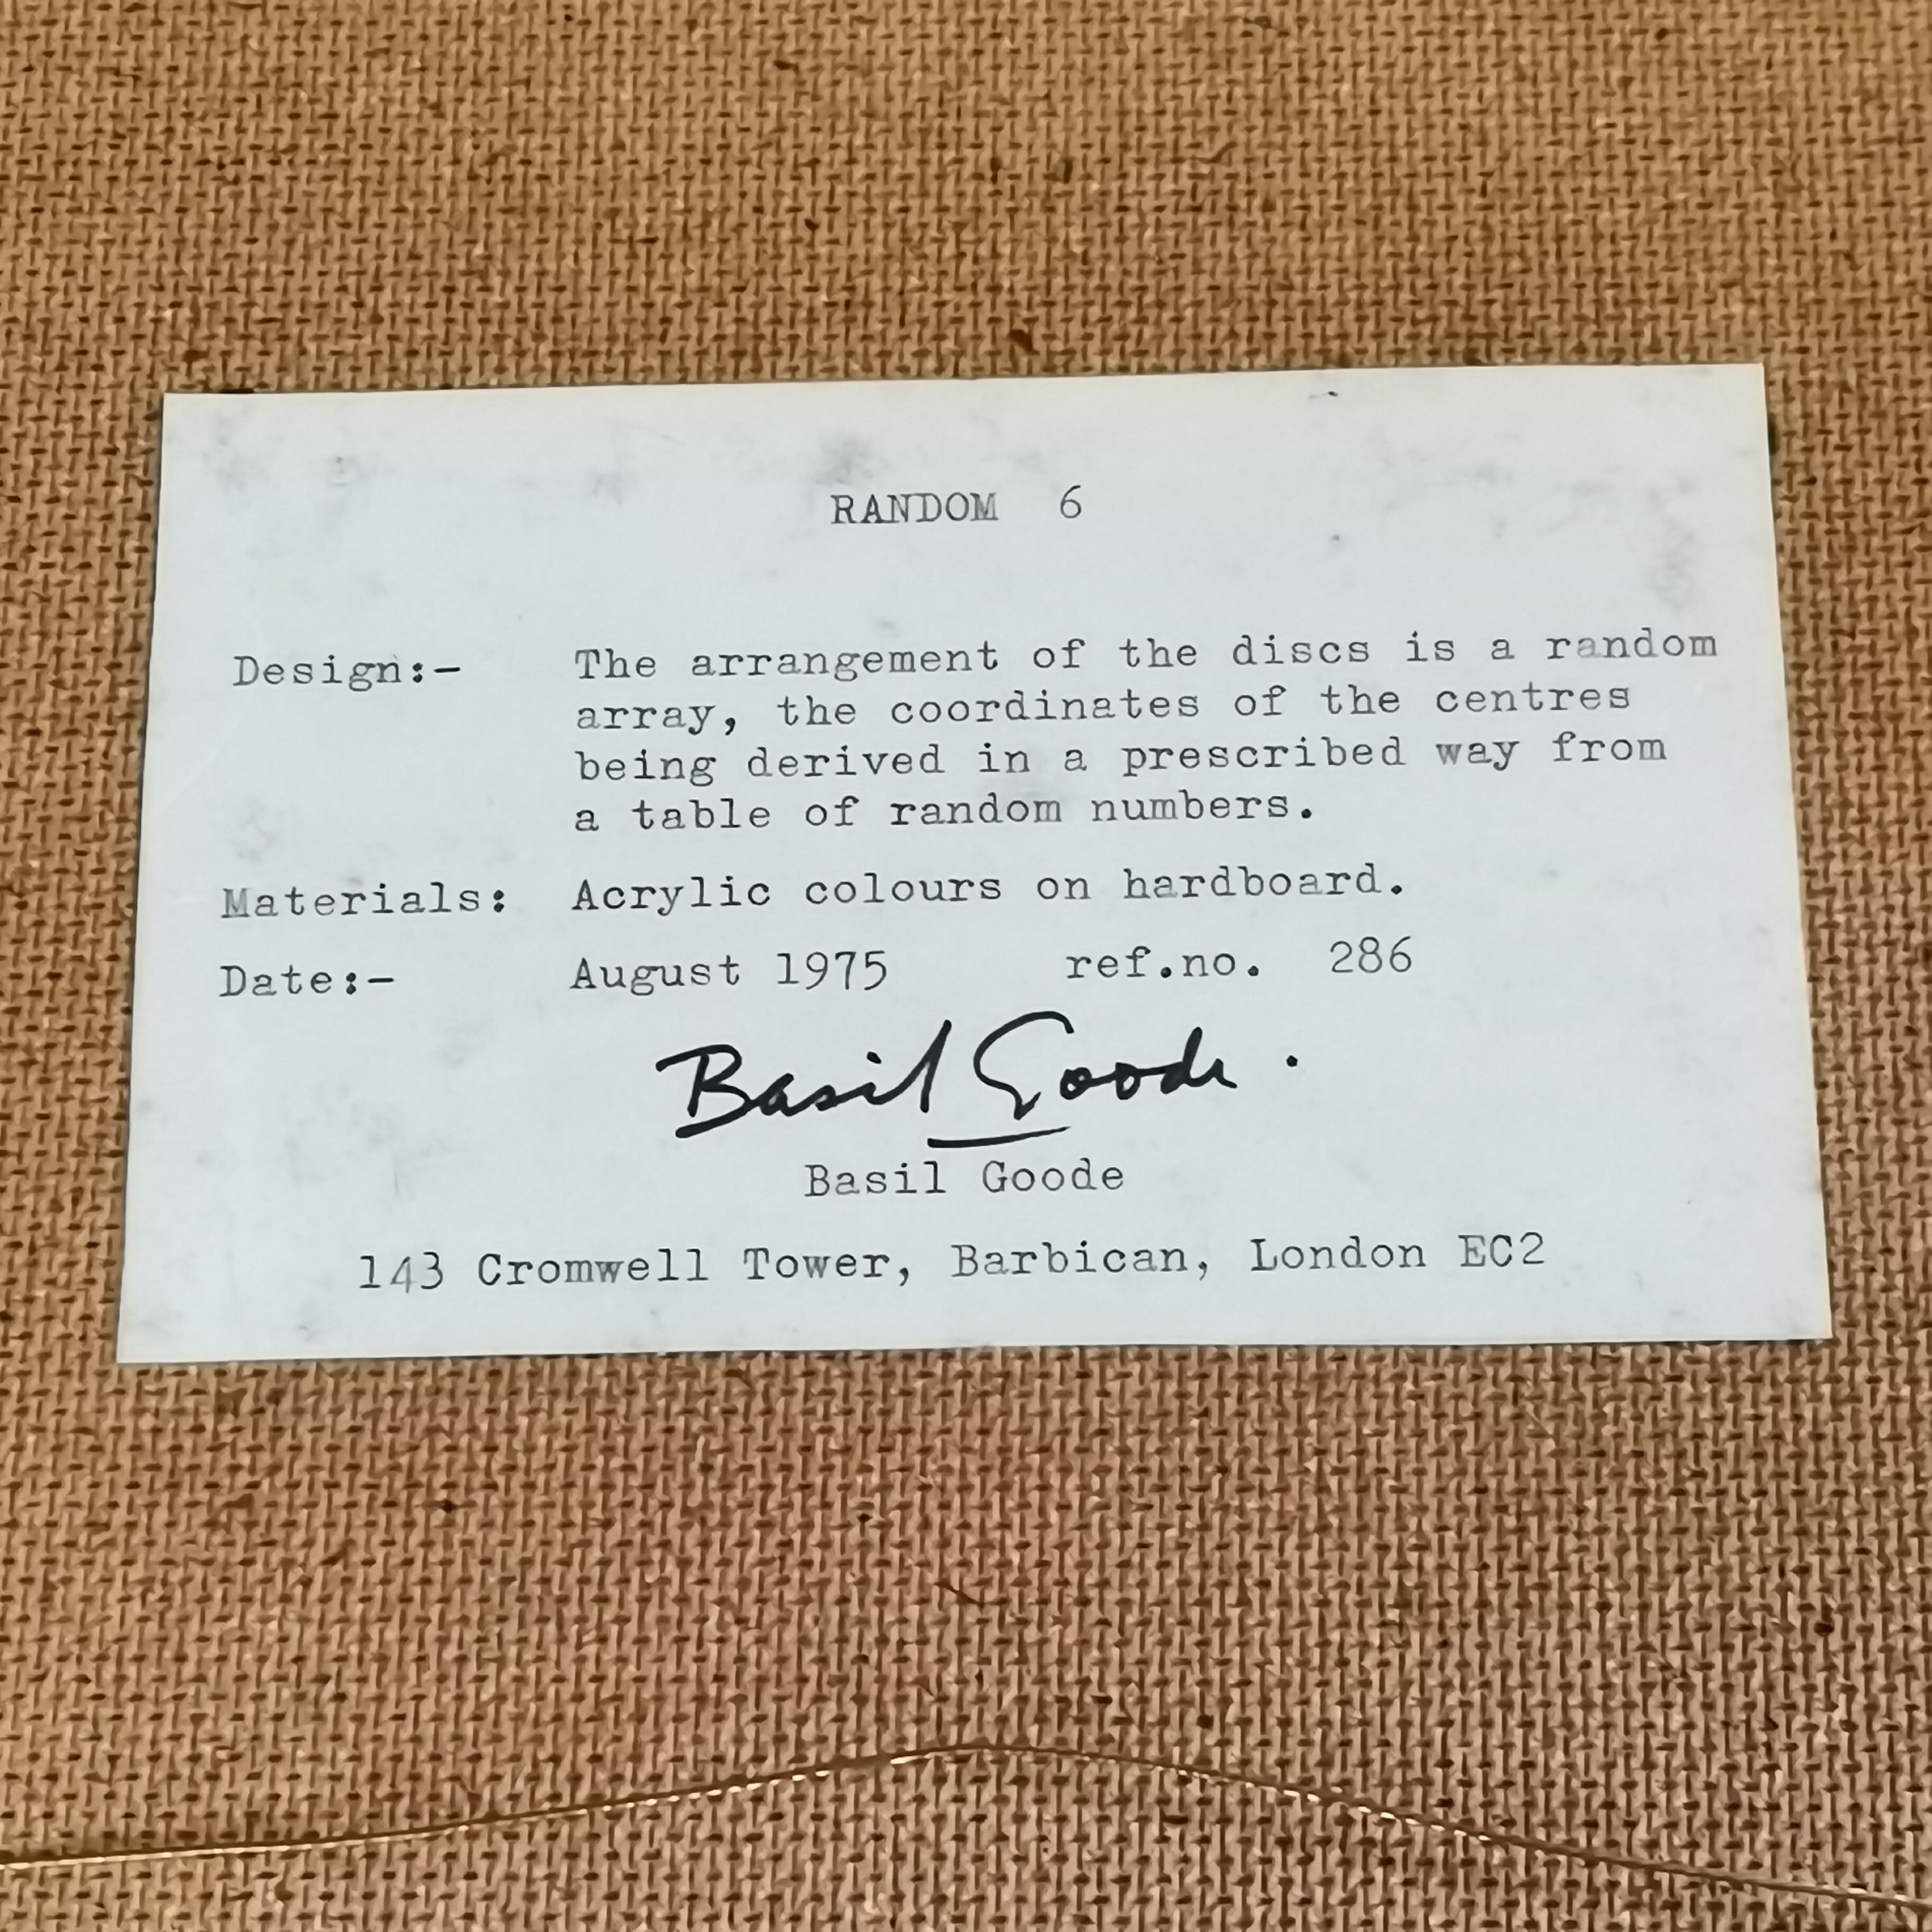 RANDOM 6
Design:- The arrangement of the discs is a random
array, the coordinates of the centres
being derived in a prescribed way from
a table of random numbers.
Materials: Acrylic colours on hardboard.
Date:- August 1975 ref.no. 286
Basil Goode.
Basil Goode
143 Cromwell Tower, Barbican, London EC2